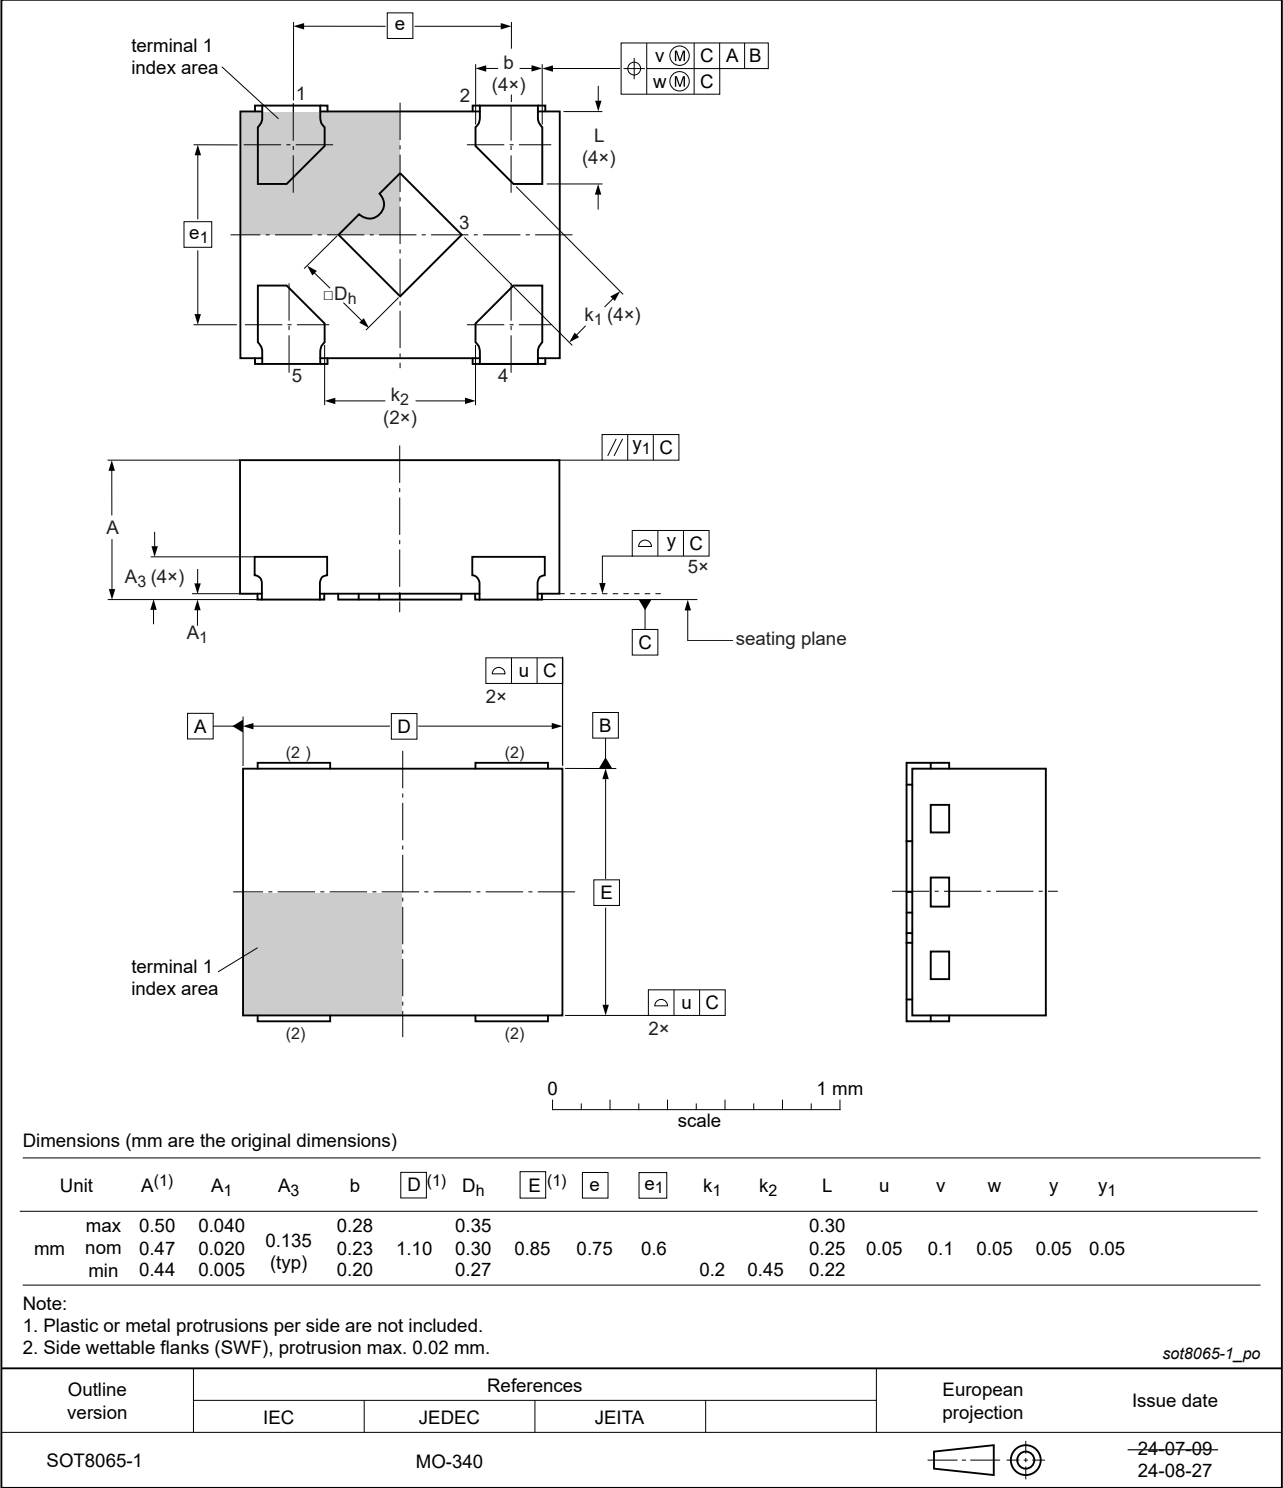 e
terminal 1
index area
b
(4×)
v Ⓜ C A B
w Ⓜ C
1
2
L
(4×)
e1
3
□Dh
k1 (4×)
5
4
k2
(2×)
// y1 C
A
y C
5×
A3 (4×)
A1
C
seating plane
u C
2×
A
D
B
(2 )
(2)
E
terminal 1
index area
u C
2×
(2)
(2)
0 1 mm
scale
Dimensions (mm are the original dimensions)
Unit A(1) A1 A3 b D(1) Dh E(1) e e1 k1 k2 L u v w y y1
max 0.50 0.040 0.28 0.35 0.30
mm nom 0.47 0.020 0.135 (typ) 0.23 1.10 0.30 0.85 0.75 0.6 0.25 0.05 0.1 0.05 0.05 0.05
min 0.44 0.005 0.20 0.27 0.2 0.45 0.22
Note:
1. Plastic or metal protrusions per side are not included.
2. Side wettable flanks (SWF), protrusion max. 0.02 mm.
sot8065-1_po
Outline
version
References
IEC JEDEC JEITA
European
projection
Issue date
SOT8065-1
MO-340
24-07-09
24-08-27